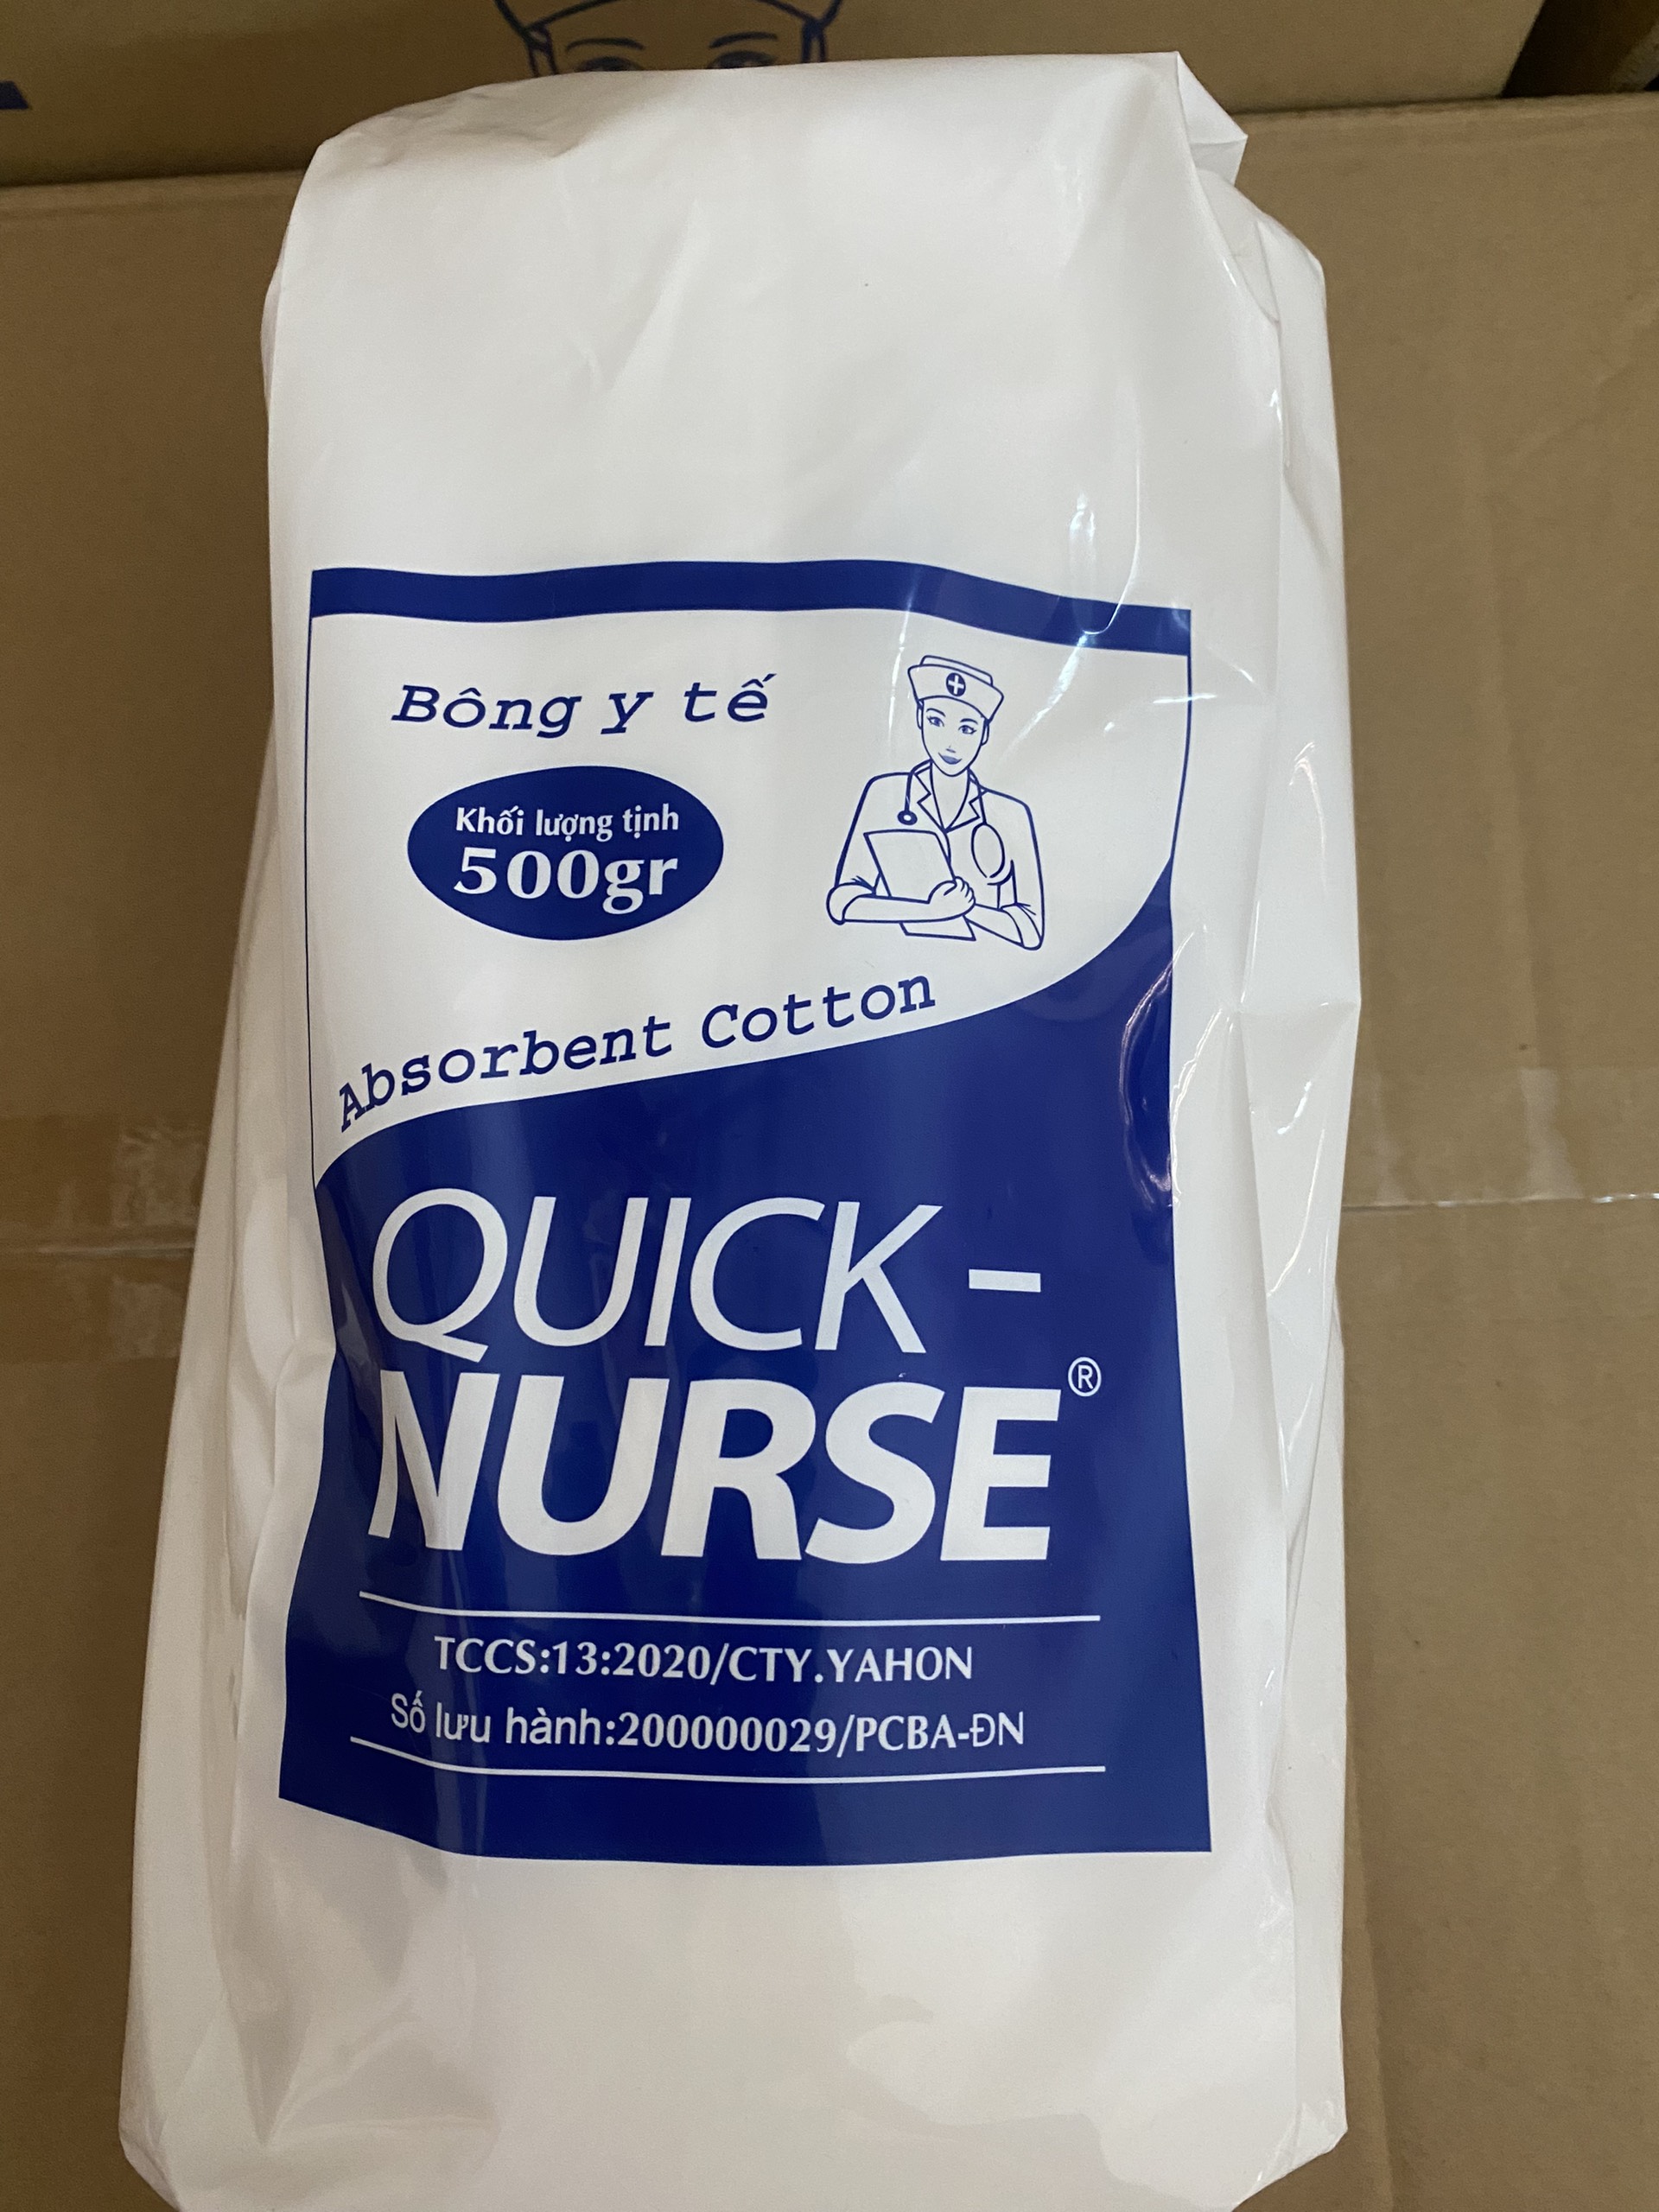 Bông y tế
Khối lượng tịnh
500gr
Absorbent Cotton
QUICK -
NURSE®
TCCS:13:2020/CTY.YAHON
Số lưu hành:200000029/PCBA-ĐN